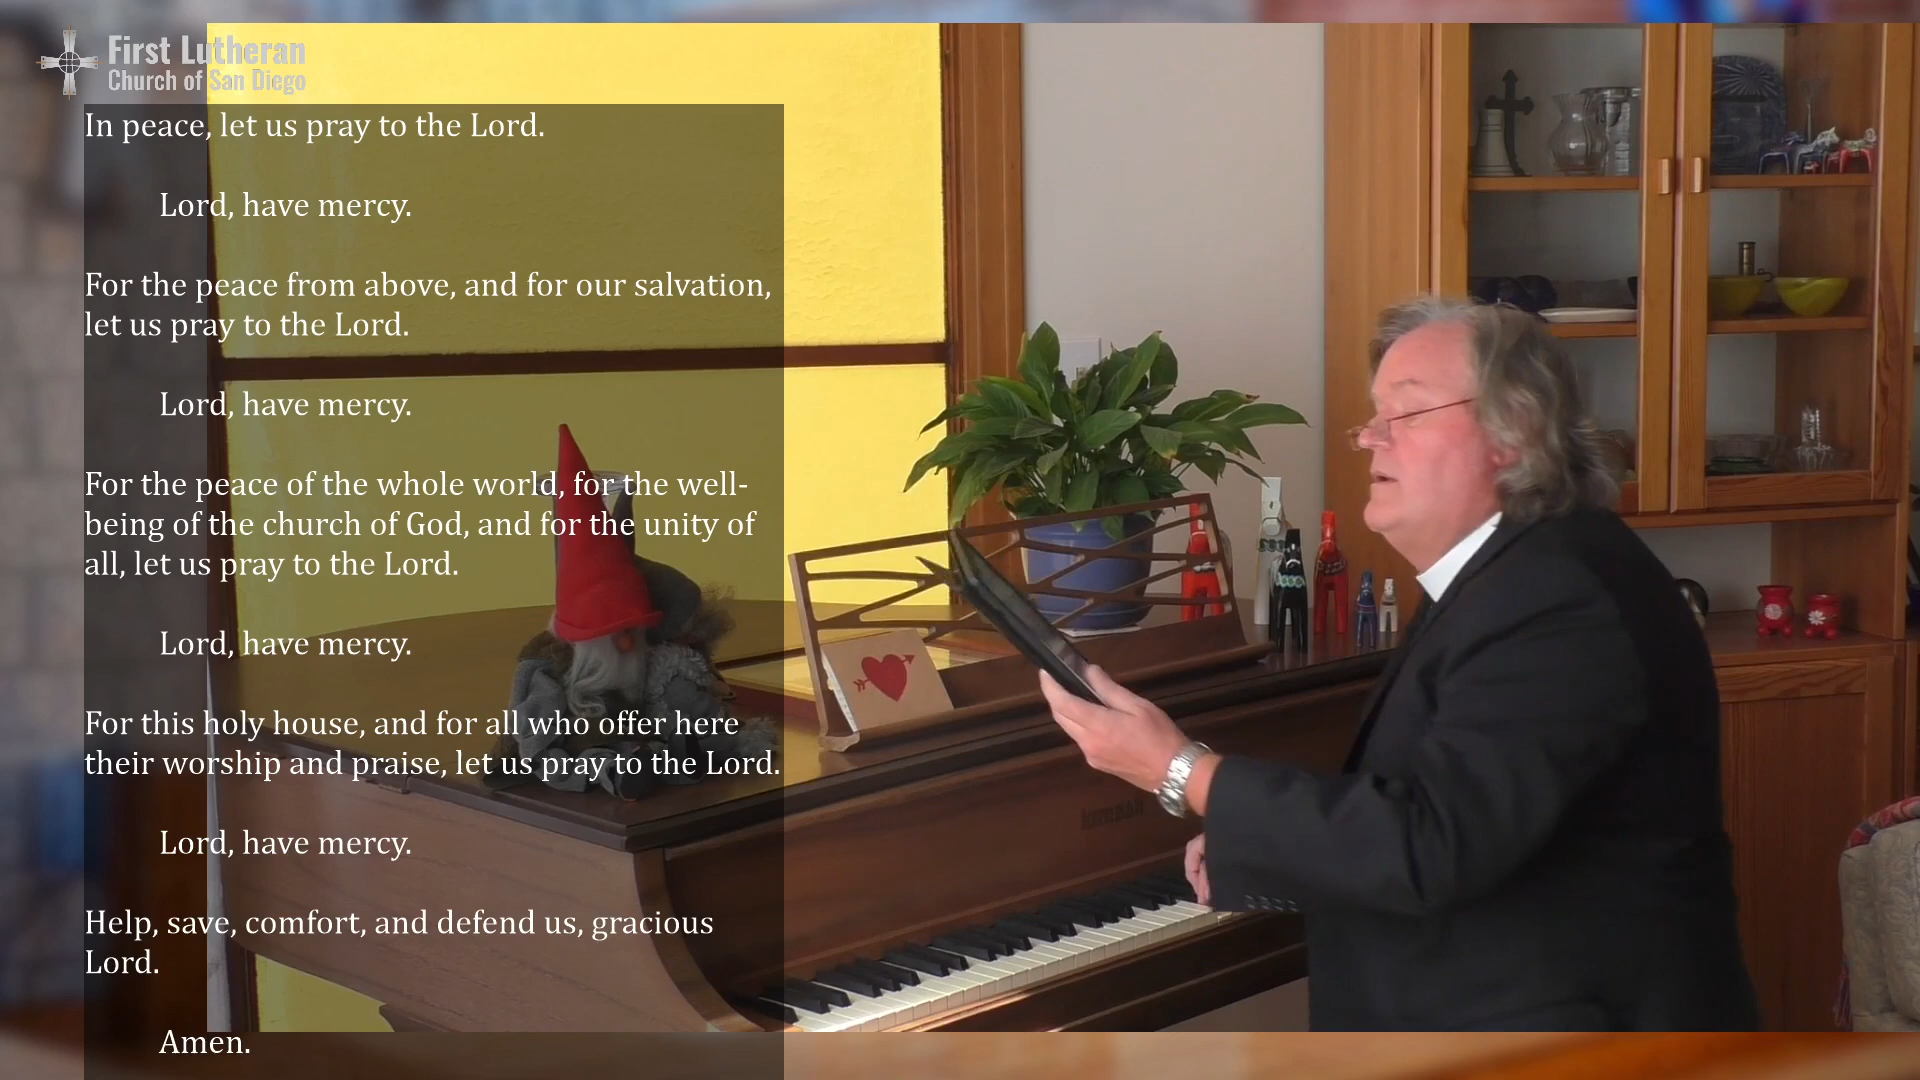 First Lutheran
Church of San Diego
In peace, let us pray to the Lord.
Lord, have mercy.
For the peace from above, and for our salvation,
let us pray to the Lord.
Lord, have mercy.
For the peace of the whole world, for the well-
being of the church of God, and for the unity of
all, let us pray to the Lord.
Lord, have mercy.
For this holy house, and for all who offer here
their worship and praise, let us pray to the Lord.
Lord, have mercy.
Help, save, comfort, and defend us, gracious
Lord.
Amen.